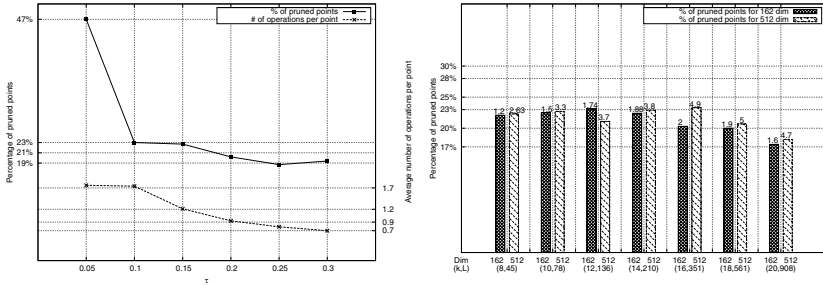 % of pruned points
# of operations per point
Percentage of pruned points
47%
23%
21%
19%
1.7
1.2
0.9
0.7
Average number of operations per point
0.05 0.1 0.15 0.2 0.25 0.3
τ
% of pruned points for 162 dim
% of pruned points for 512 dim
Percentage of pruned points
30%
28%
25%
23%
20%
17%
1.2 2.63 1.5 3.3 1.74 3.7 1.88 3.8 2 4.9 1.9 5 1.6 4.7
Dim 162 512 162 512 162 512 162 512 162 512 162 512 162 512
(k,L) (8,45) (10,78) (12,136) (14,210) (16,351) (18,561) (20,908)